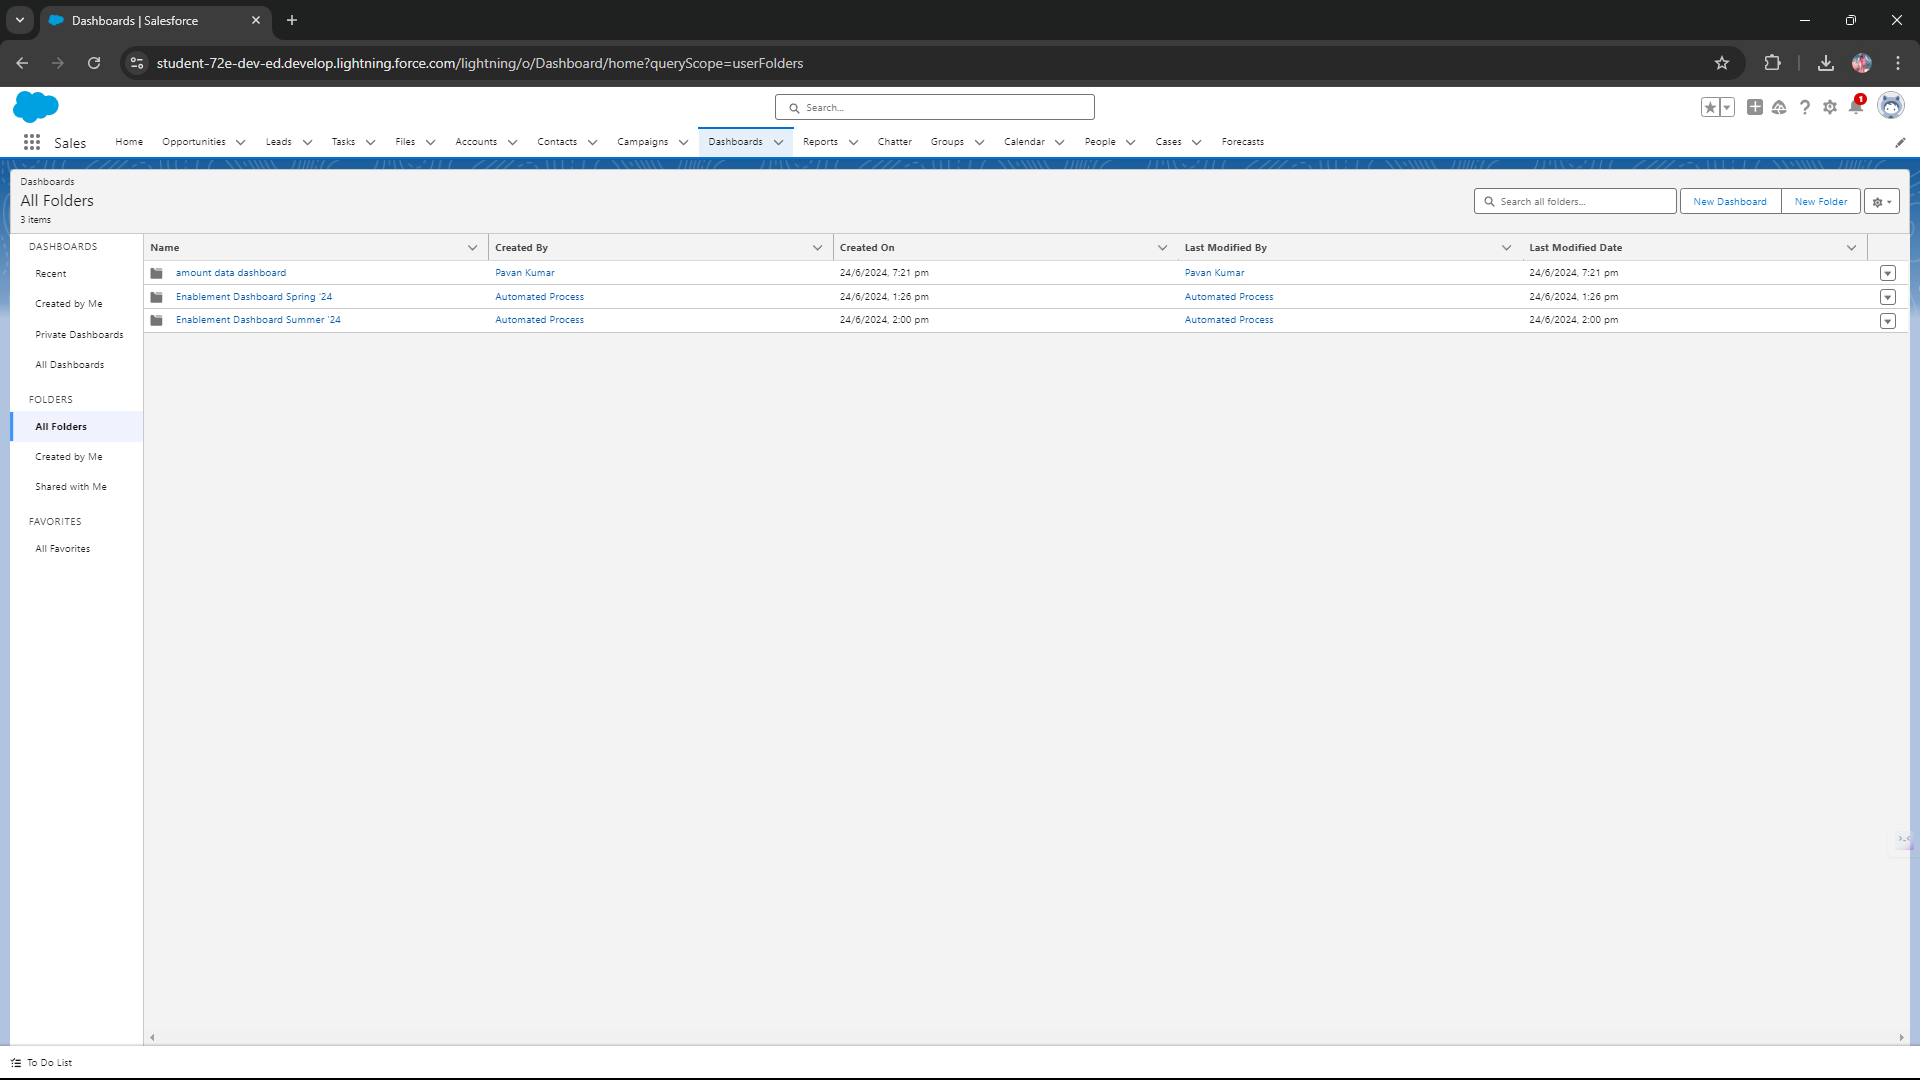 Dashboards | Salesforce
student-72e-dev-ed.develop.lightning.force.com/lightning/o/Dashboard/home?queryScope=userFolders
Search...
1
Sales Home Opportunities Leads Tasks Files Accounts Contacts Campaigns Dashboards Reports Chatter Groups Calendar People Cases Forecasts
Dashboards
All Folders
3 items
Search all folders...
New Dashboard
New Folder
DASHBOARDS
Recent
Created by Me
Private Dashboards
All Dashboards
FOLDERS
All Folders
Created by Me
Shared with Me
FAVORITES
All Favorites
Name Created By Created On Last Modified By Last Modified Date
amount data dashboard Pavan Kumar 24/6/2024, 7:21 pm Pavan Kumar 24/6/2024, 7:21 pm
Enablement Dashboard Spring '24 Automated Process 24/6/2024, 1:26 pm Automated Process 24/6/2024, 1:26 pm
Enablement Dashboard Summer '24 Automated Process 24/6/2024, 2:00 pm Automated Process 24/6/2024, 2:00 pm
To Do List